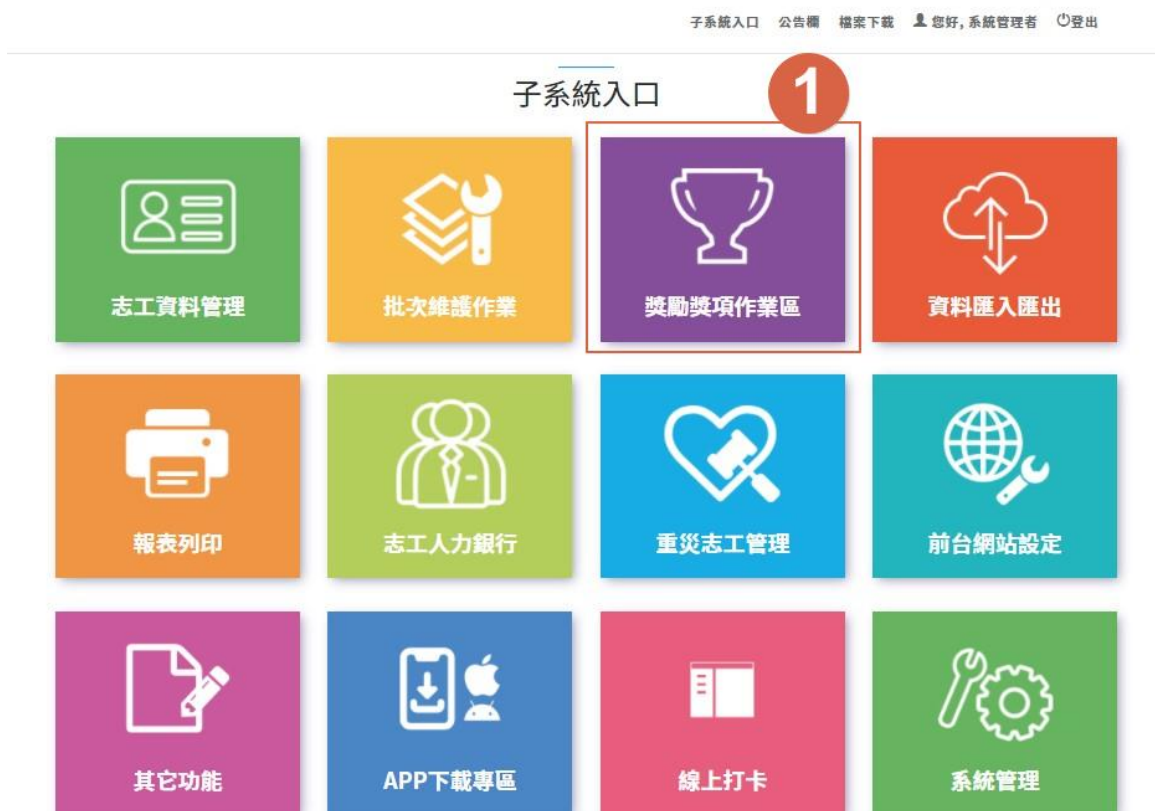 子系統入口 公告欄 檔案下載 您好, 系統管理者 登出
子系統入口
1
志工資料管理 批次維護作業 獎勵獎項作業區 資料匯入匯出
報表列印 志工人力銀行 重災志工管理 前台網站設定
其它功能 APP下載專區 線上打卡 系統管理